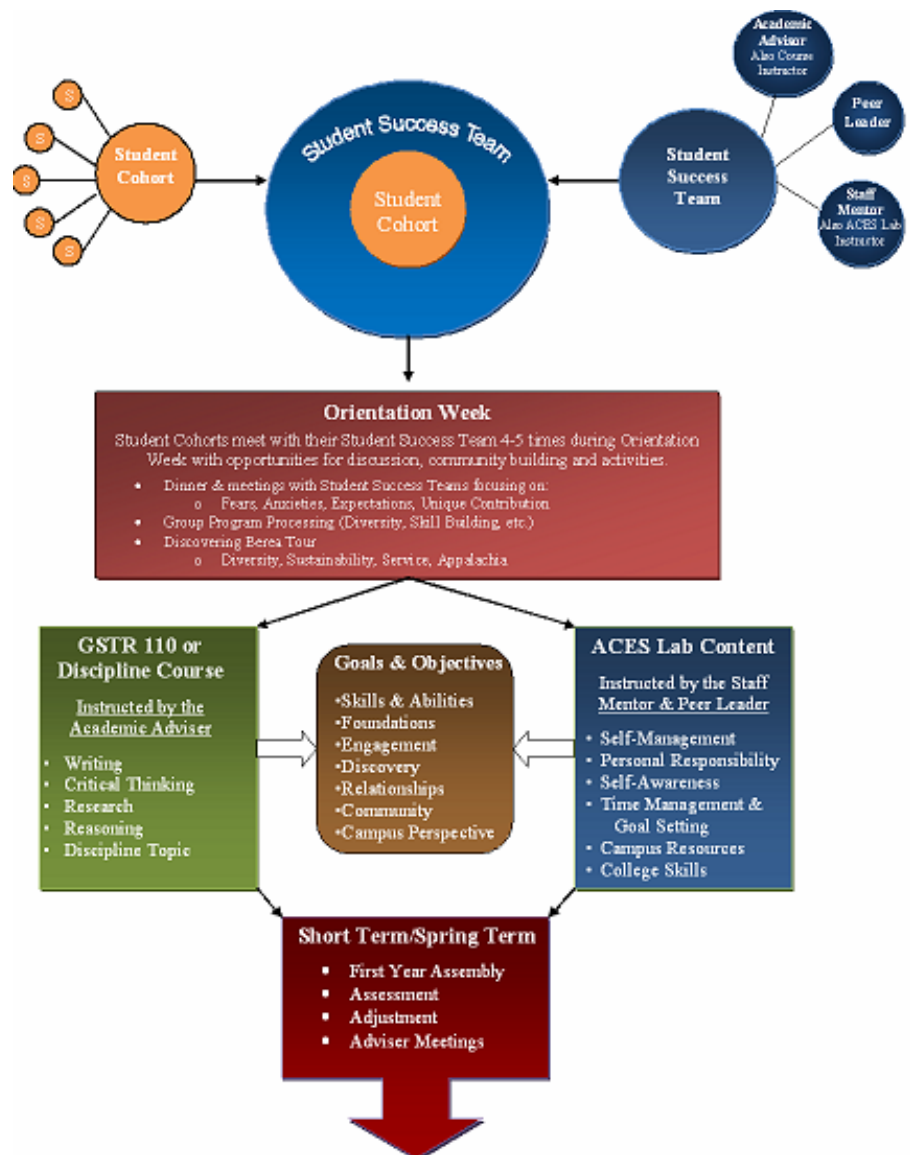 S
S
S
S
S
Student
Cohort
Student Success Team
Student
Cohort
Student
Success
Team
Academic
Advisor
Also Course
Instructor
Peer
Leader
Staff
Mentor
Also ACES Lab
Instructor
Orientation Week
Student Cohorts meet with their Student Success Team 4-5 times during Orientation
Week with opportunities for discussion, community building and activities.
• Dinner & meetings with Student Success Teams focusing on:
o Fears, Anxieties, Expectations, Unique Contribution
• Group Program Processing (Diversity, Skill Building, etc.)
• Discovering Berea Tour
o Diversity, Sustainability, Service, Appalachia
GSTR 110 or
Discipline Course
Instructed by the
Academic Adviser
• Writing
• Critical Thinking
• Research
• Reasoning
• Discipline Topic
Goals & Objectives
•Skills & Abilities
•Foundations
•Engagement
•Discovery
•Relationships
•Community
•Campus Perspective
ACES Lab Content
Instructed by the Staff
Mentor & Peer Leader
• Self-Management
• Personal Responsibility
• Self-Awareness
• Time Management &
Goal Setting
• Campus Resources
• College Skills
Short Term/Spring Term
▪ First Year Assembly
▪ Assessment
▪ Adjustment
▪ Adviser Meetings